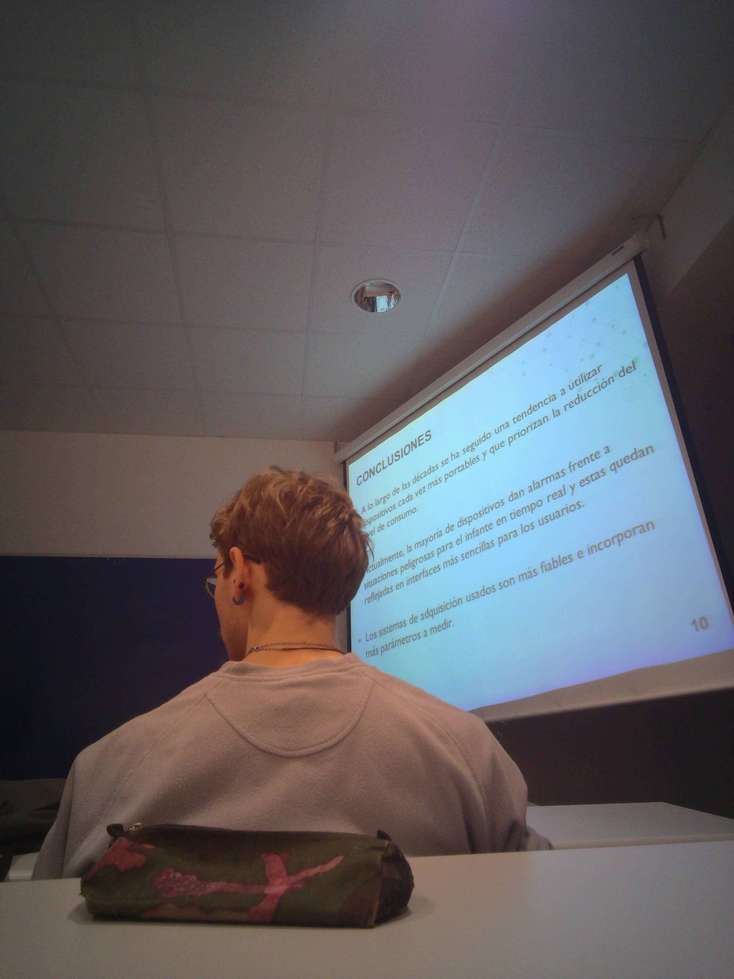 CONCLUSIONES
A lo largo de las décadas se ha seguido una tendencia a utilizar
dispositivos cada vez más portables y que priorizan la reducción del
de consumo.
Actualmente, la mayoría de dispositivos dan alarmas frente a
situaciones peligrosas para el infante en tiempo real y estas quedan
reflejadas en interfaces más sencillas para los usuarios.
• Los sistemas de adquisición usados son más fiables e incorporan
más parámetros a medir.
10